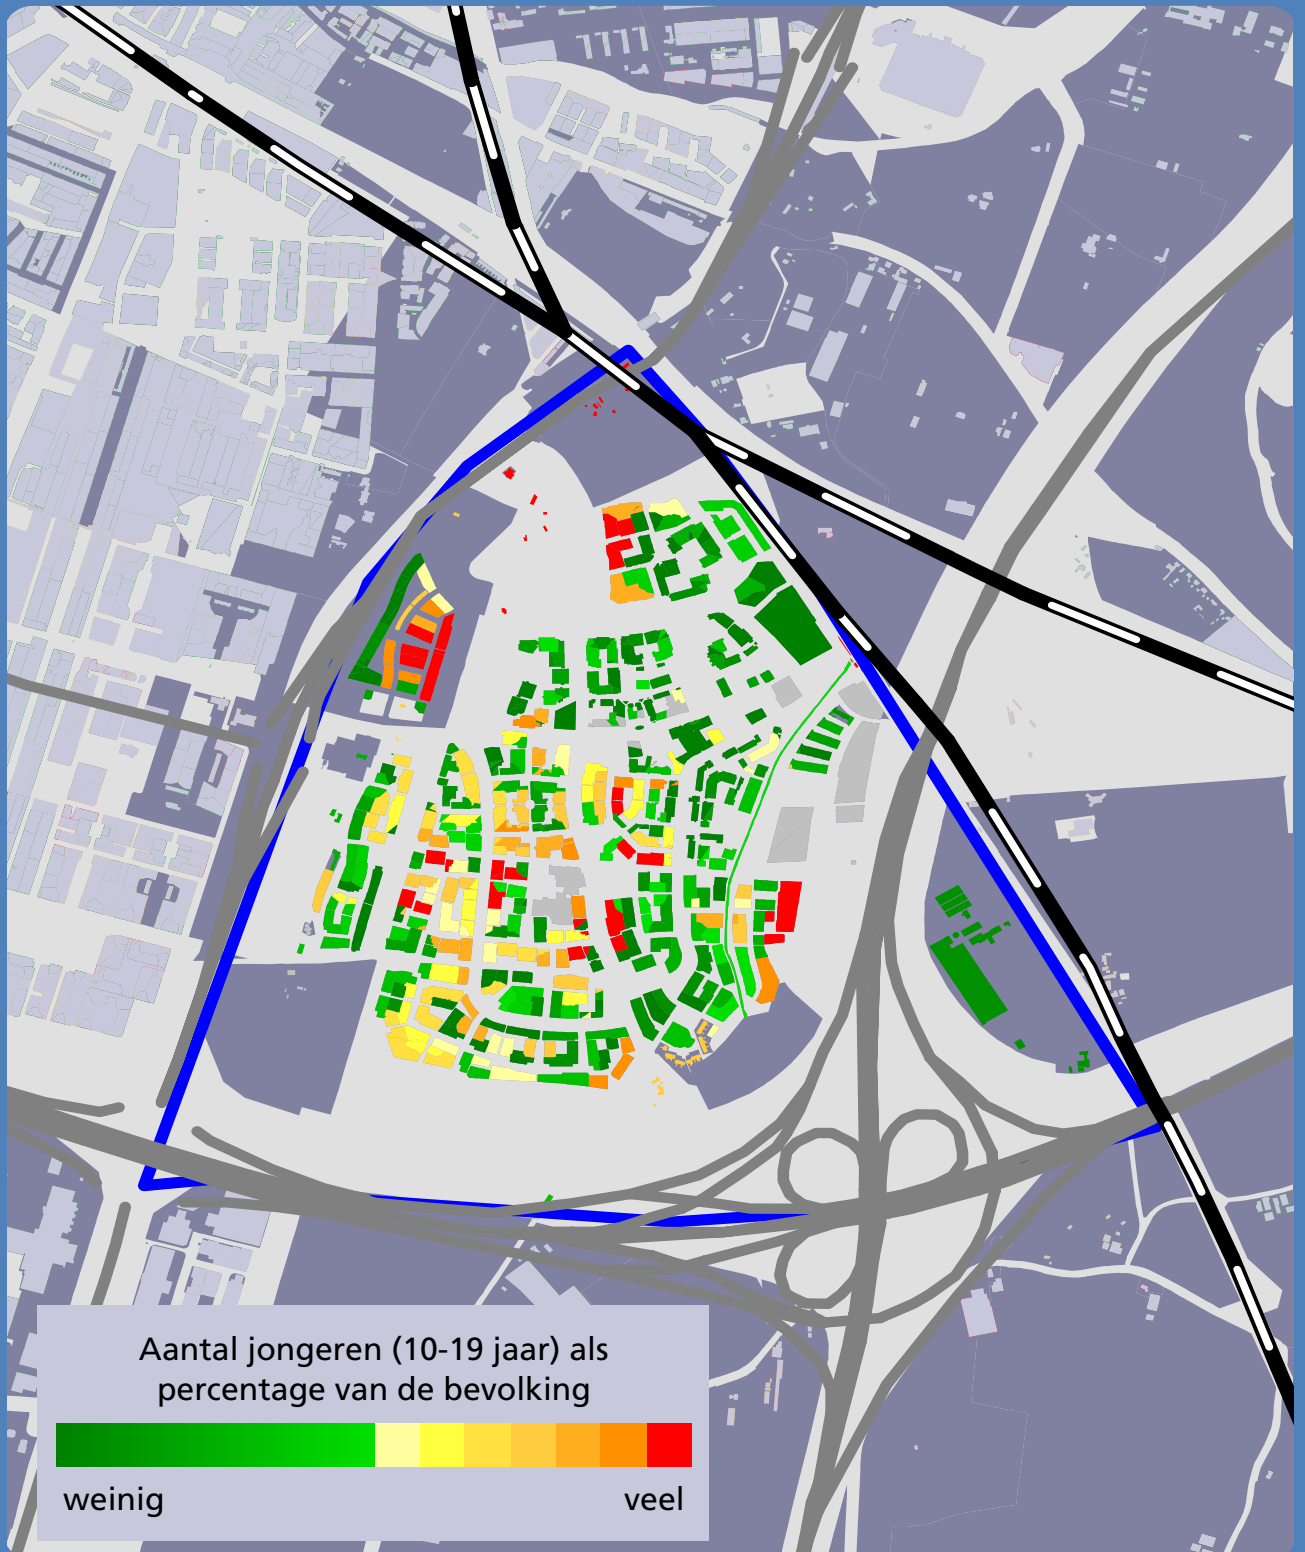 Aantal jongeren (10-19 jaar) als
percentage van de bevolking
weinig veel